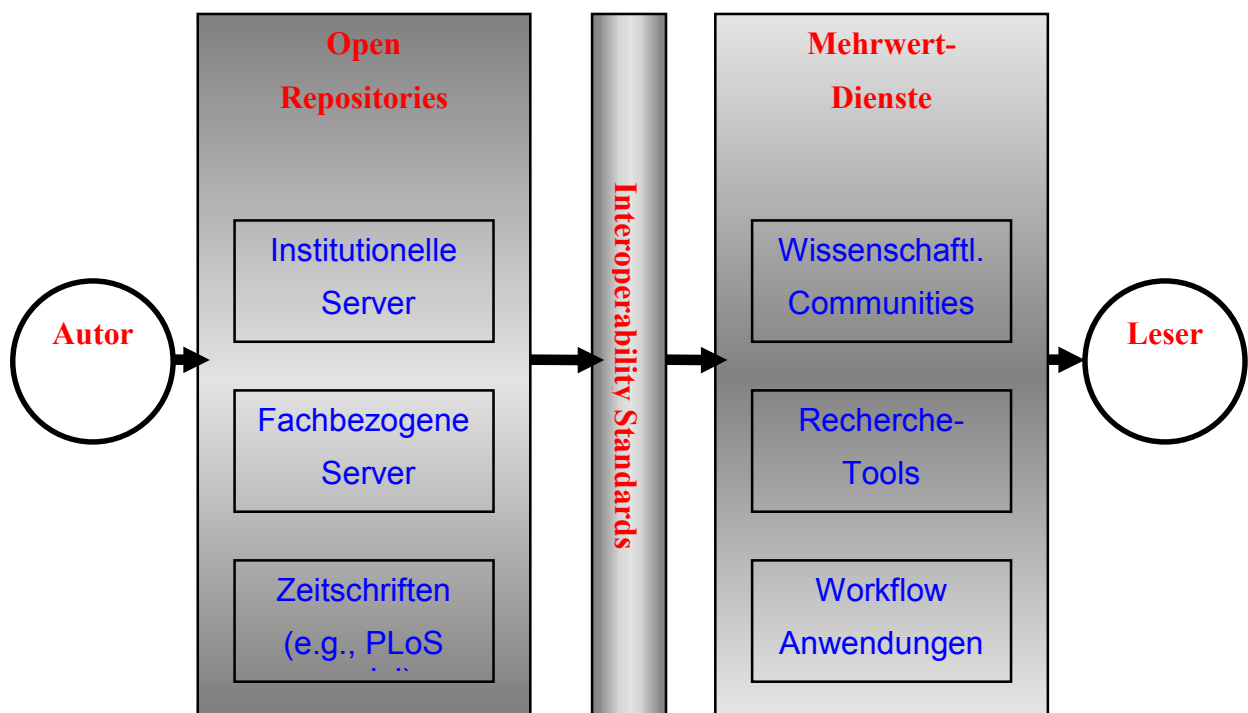 Autor
Open
Repositories
Institutionelle
Server
Fachbezogene
Server
Zeitschriften
(e.g., PLoS
Interoperability Standards
Mehrwert-
Dienste
Wissenschaftl.
Communities
Recherche-
Tools
Workflow
Anwendungen
Leser